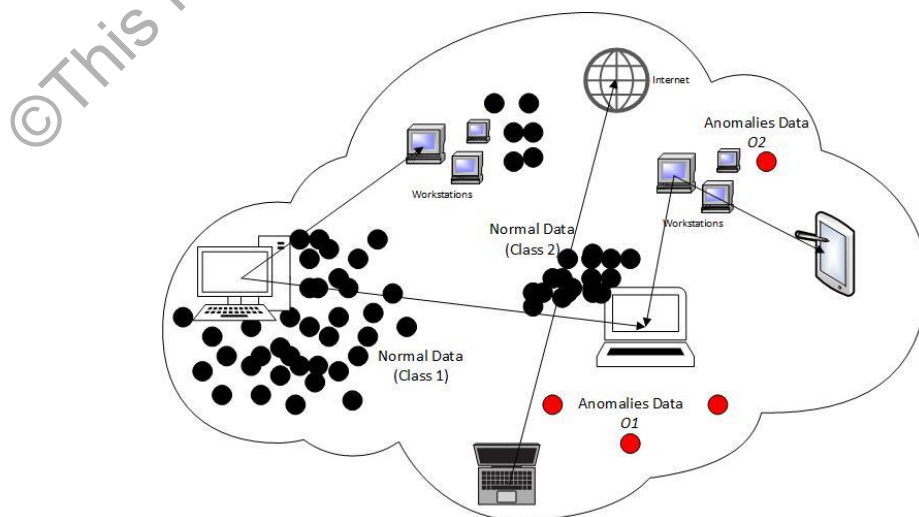 ©This
Internet
Anomalies Data
O2
Workstations
Workstations
Normal Data
(Class 2)
Normal Data
(Class 1)
Anomalies Data
O1